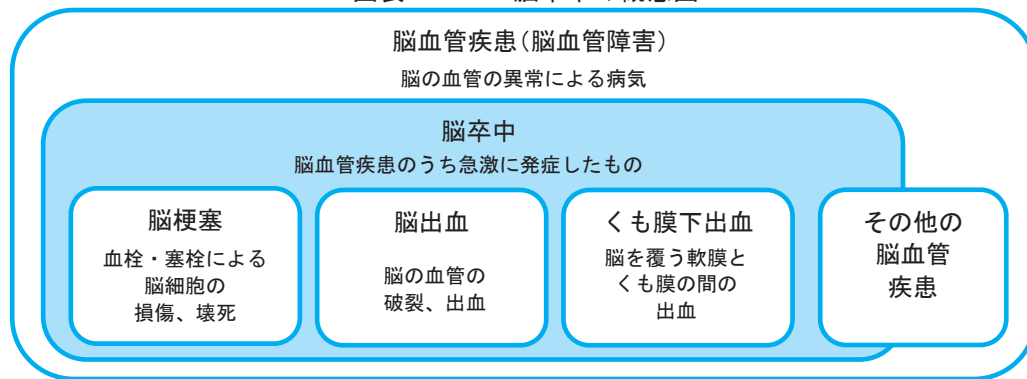 脳血管疾患（脳血管障害）
脳の血管の異常による病気
脳卒中
脳血管疾患のうち急激に発症したもの
脳梗塞
血栓・塞栓による
脳細胞の
損傷、壊死
脳出血
脳の血管の
破裂、出血
くも膜下出血
脳を覆う軟膜と
くも膜の間の
出血
その他の
脳血管
疾患